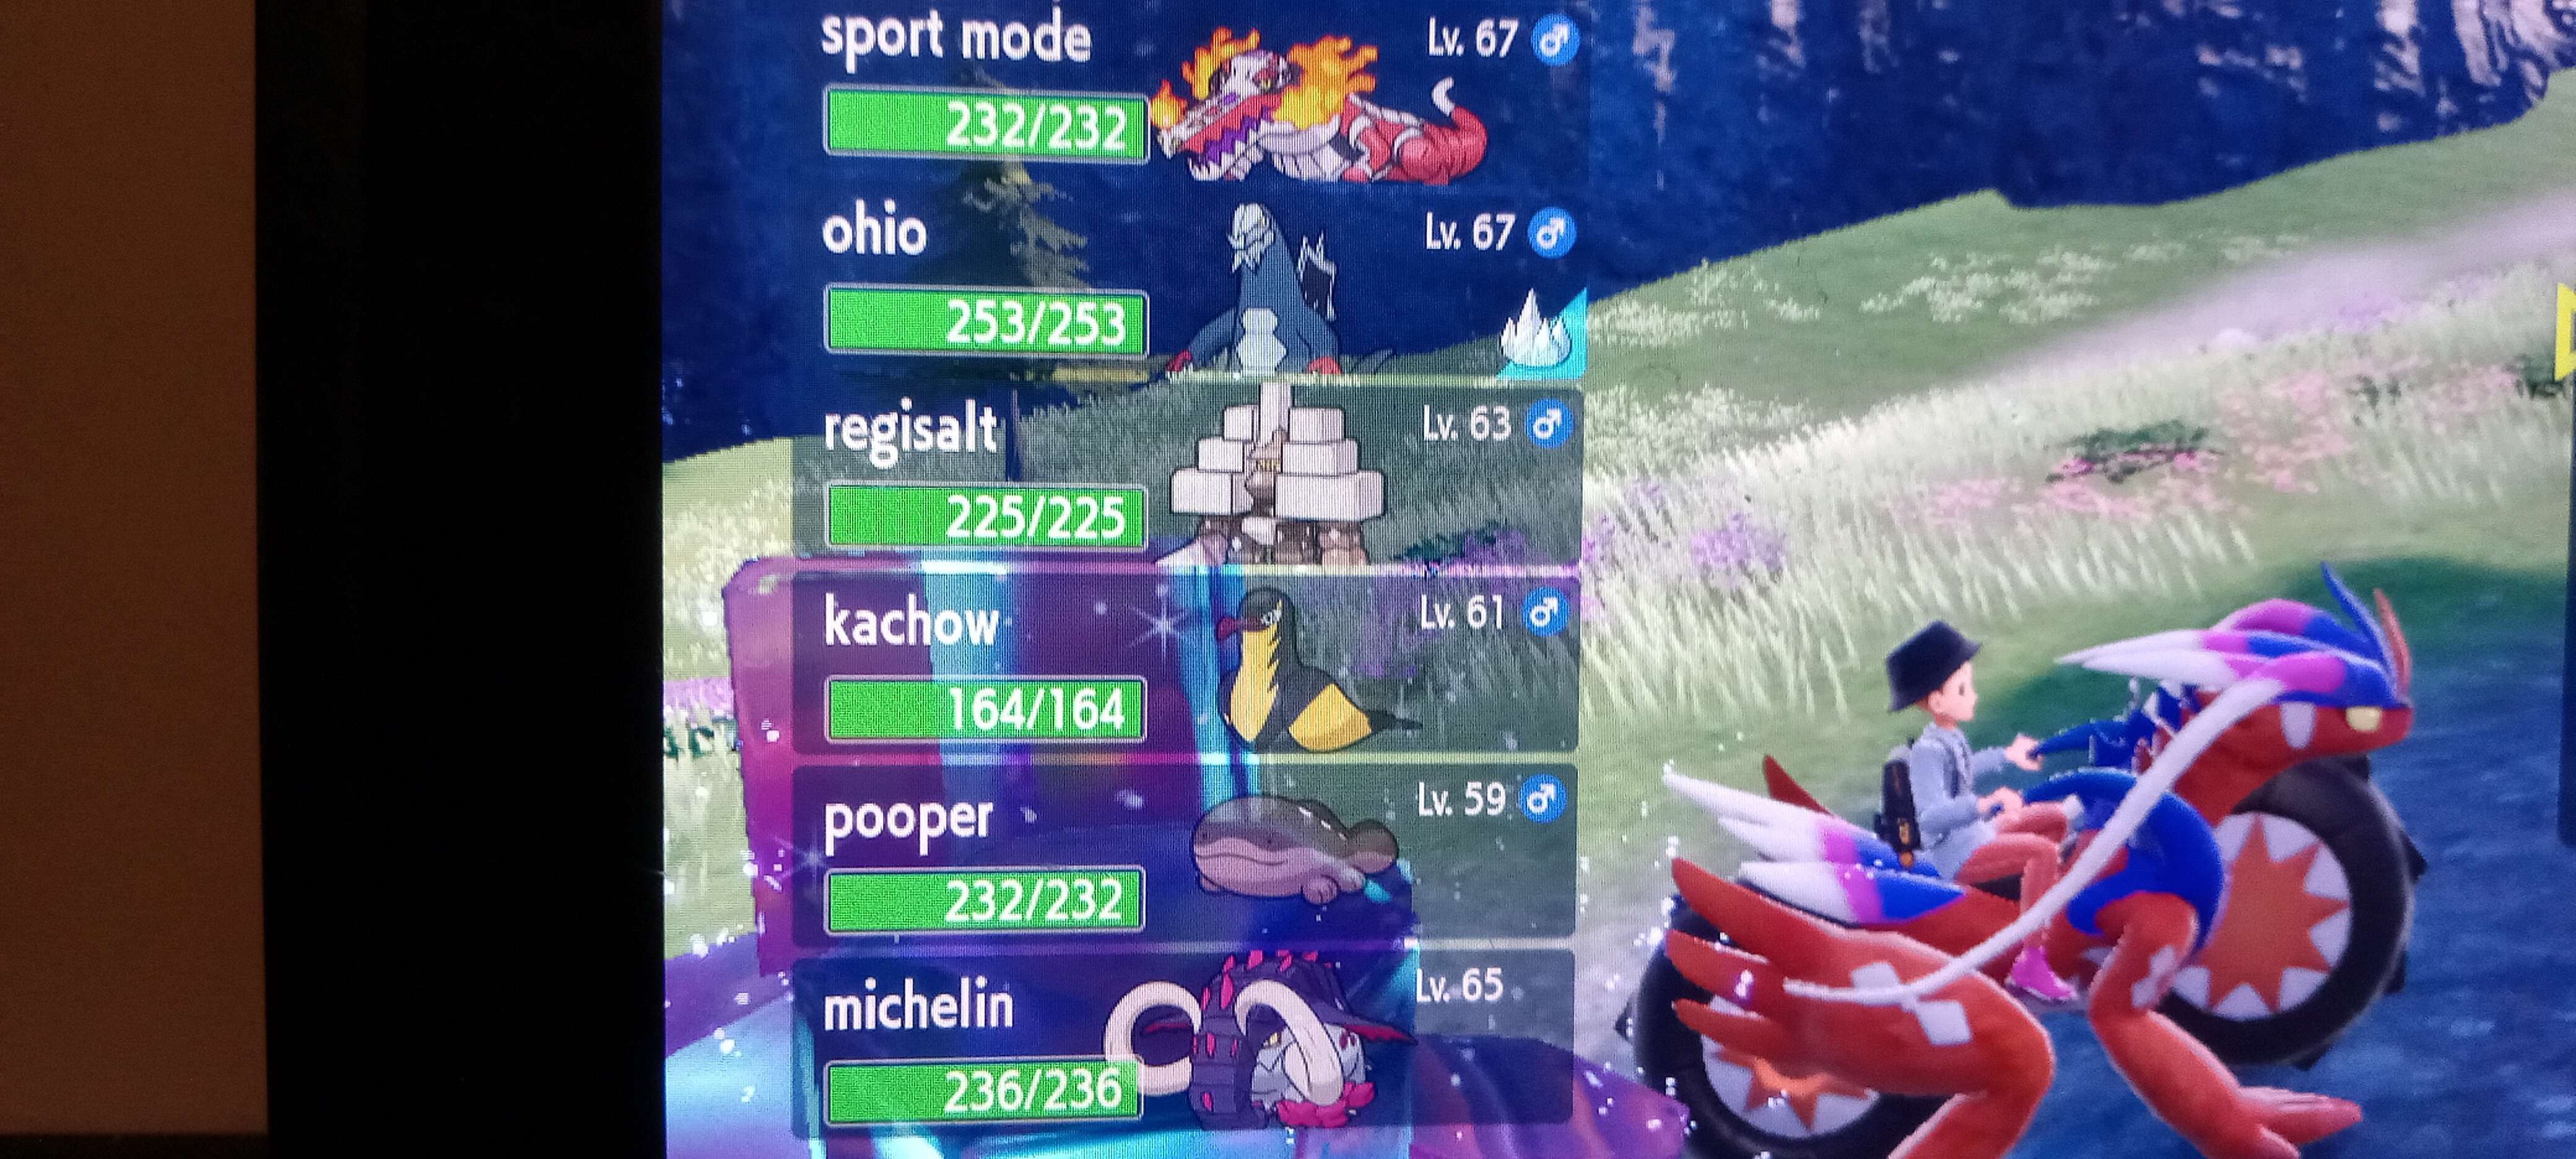 sport mode
Lv. 67 ♂
232/232
ohio
Lv. 67 ♂
253/253
regisalt
Lv. 63 ♂
225/225
kachow
Lv. 61 ♂
164/164
pooper
Lv. 59 ♂
232/232
michelin
Lv. 65
236/236